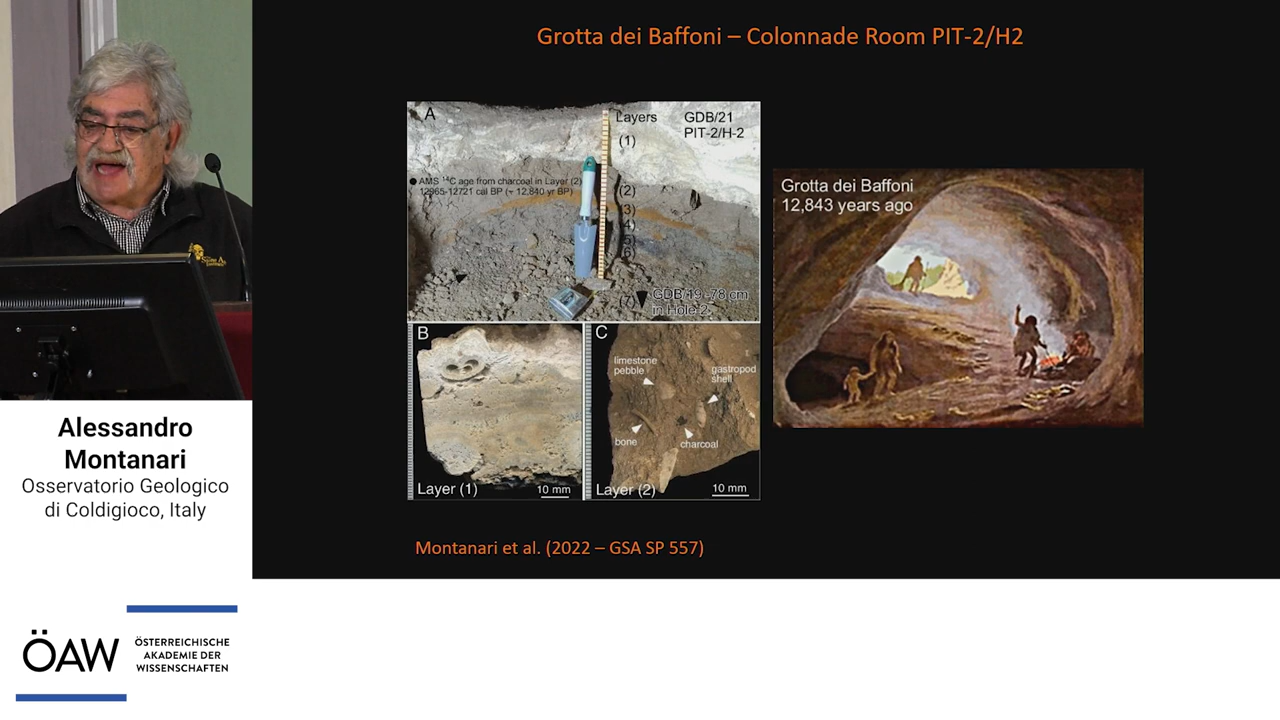 Grotta dei Baffoni – Colonnade Room PIT-2/H2
A
Layers
GDB/21
PIT-2/H-2
(1)
AMS 14C age from charcoal in Layer (2)
12965-12721 cal BP (~ 12,840 yr BP)
(2)
(3)
(4)
(5)
(6)
(7)
GDB/19 -78 cm
in Hole 2
B
Layer (1)
10 mm
C
limestone
pebble
gastropod
shell
bone
charcoal
Layer (2)
10 mm
Grotta dei Baffoni
12,843 years ago
Montanari et al. (2022 – GSA SP 557)
Alessandro
Montanari
Osservatorio Geologico
di Coldigioco, Italy
ÖAW
ÖSTERREICHISCHE
AKADEMIE DER
WISSENSCHAFTEN